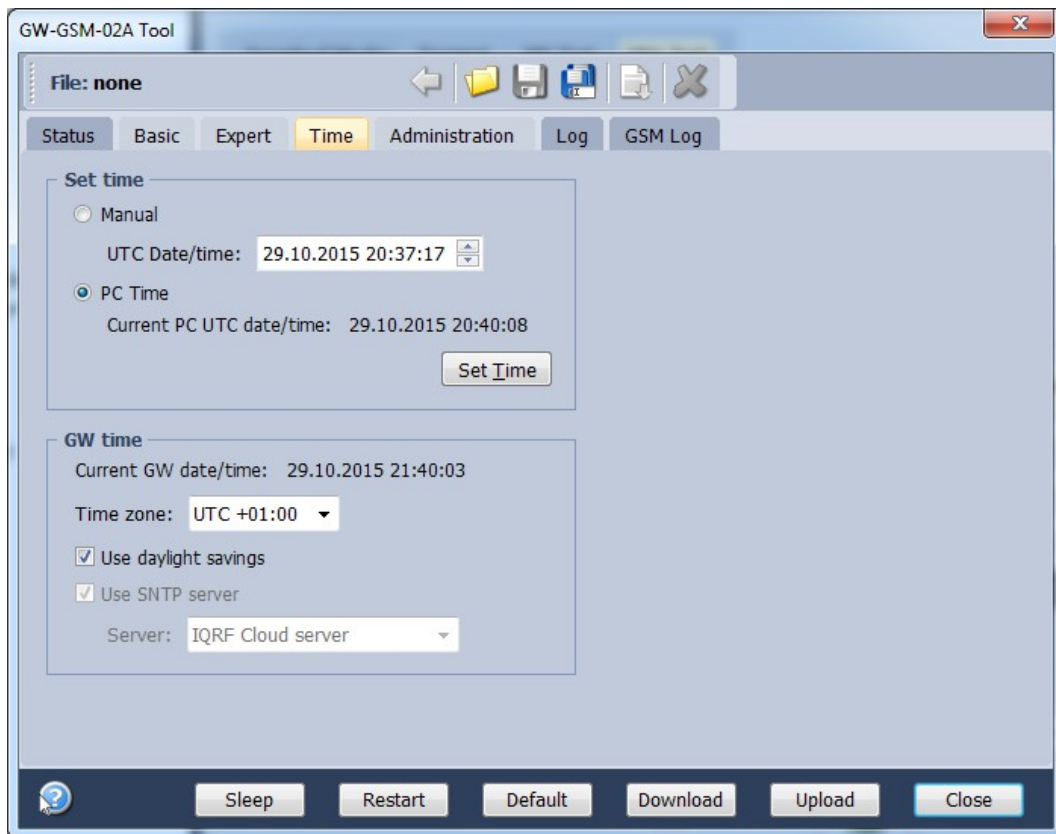 GW-GSM-02A Tool
File: none
Status Basic Expert Time Administration Log GSM Log
Set time
Manual
UTC Date/time: 29.10.2015 20:37:17
PC Time
Current PC UTC date/time: 29.10.2015 20:40:08
Set Time
GW time
Current GW date/time: 29.10.2015 21:40:03
Time zone: UTC +01:00
Use daylight savings
Use SNTP server
Server: IQRF Cloud server
Sleep Restart Default Download Upload Close